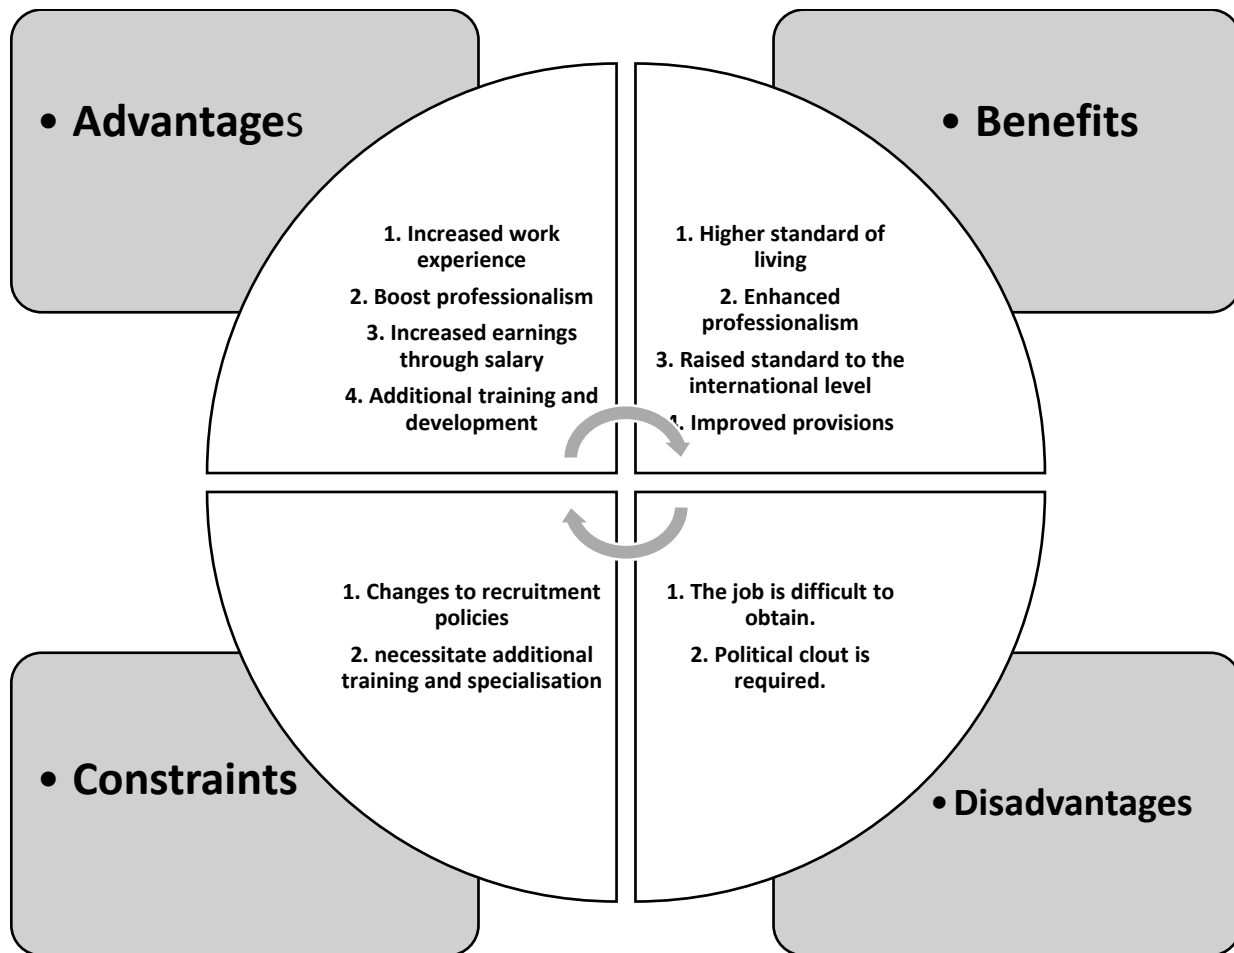 • Advantages
1. Increased work
experience
2. Boost professionalism
3. Increased earnings
through salary
4. Additional training and
development
• Benefits
1. Higher standard of
living
2. Enhanced
professionalism
3. Raised standard to the
international level
4. Improved provisions
• Constraints
1. Changes to recruitment
policies
2. necessitate additional
training and specialisation
• Disadvantages
1. The job is difficult to
obtain.
2. Political clout is
required.